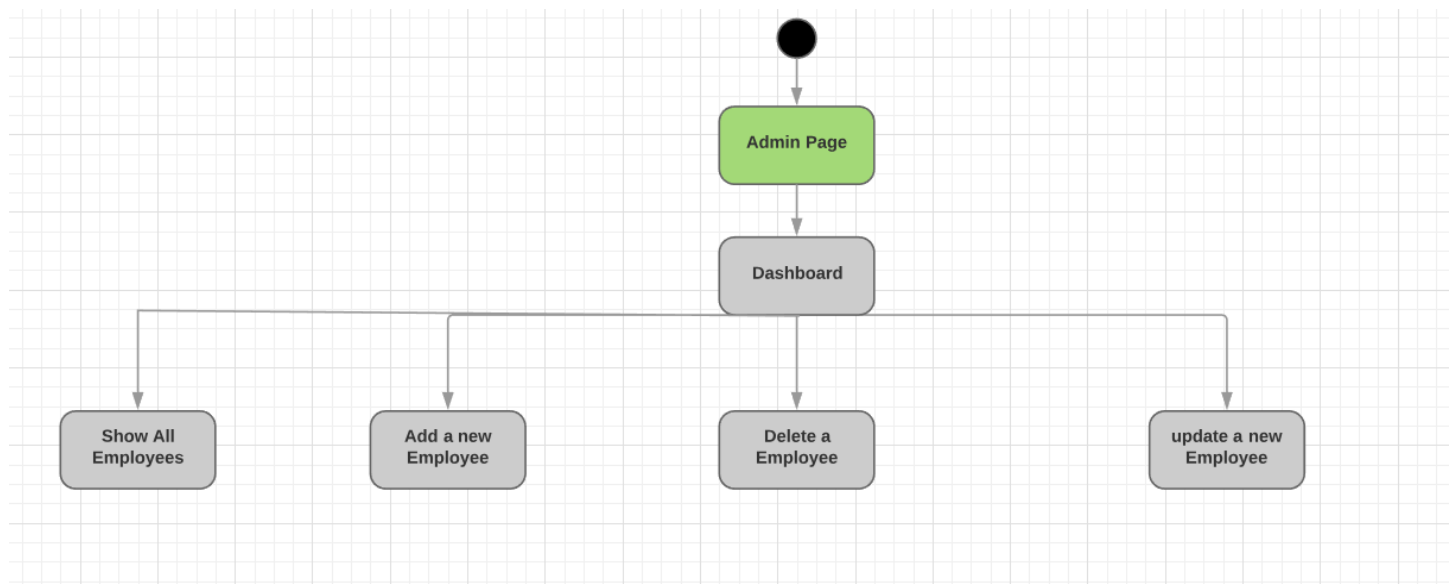 Admin Page
Dashboard
Show All
Employees
Add a new
Employee
Delete a
Employee
update a new
Employee